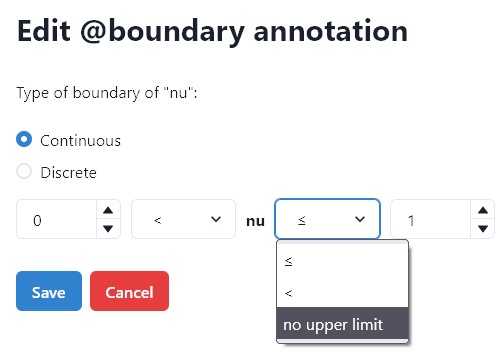 Edit @boundary annotation
Type of boundary of "nu":
Continuous
Discrete
0 < nu ≤ 1
≤
<
no upper limit
Save Cancel